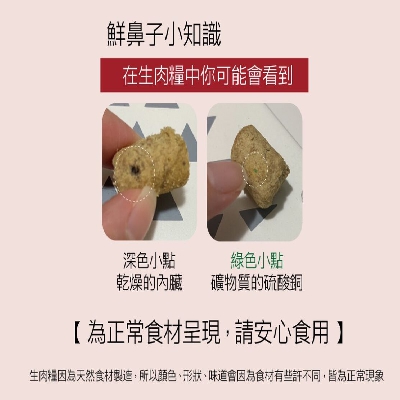 鮮鼻子小知識
在生肉糧中你可能會看到
深色小點
乾燥的內臟
綠色小點
礦物質的硫酸銅
【 為正常食材呈現，請安心食用 】
生肉糧因為天然食材製造，所以顏色、形狀、味道會因為食材有些許不同，皆為正常現象